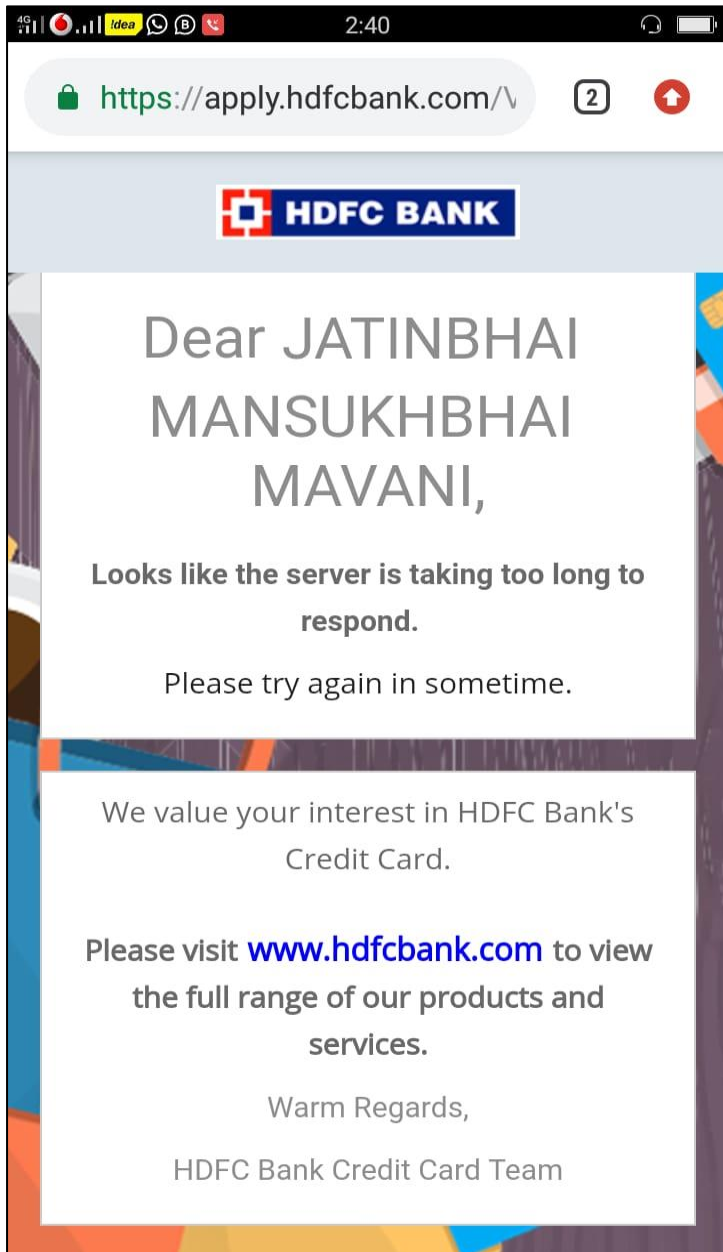 4G
!dea
B
2:40
https://apply.hdfcbank.com/V
2
HDFC BANK
Dear JATINBHAI
MANSUKHBHAI
MAVANI,
Looks like the server is taking too long to
respond.
Please try again in sometime.
We value your interest in HDFC Bank's
Credit Card.
Please visit www.hdfcbank.com to view
the full range of our products and
services.
Warm Regards,
HDFC Bank Credit Card Team